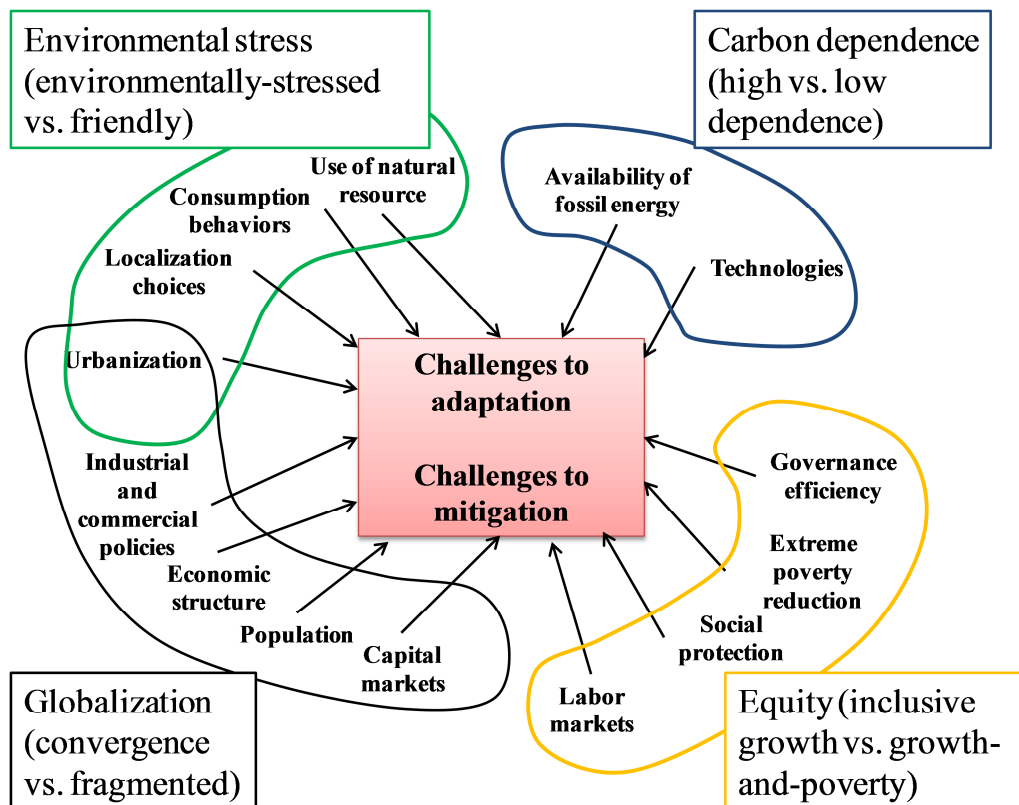 Environmental stress
(environmentally-stressed
vs. friendly)
Carbon dependence
(high vs. low
dependence)
Use of natural
resource
Consumption
behaviors
Localization
choices
Urbanization
Availability of
fossil energy
Technologies
Challenges to
adaptation
Challenges to
mitigation
Industrial
and
commercial
policies
Economic
structure
Population
Capital
markets
Governance
efficiency
Extreme
poverty
reduction
Social
protection
Labor
markets
Globalization
(convergence
vs. fragmented)
Equity (inclusive
growth vs. growth-
and-poverty)